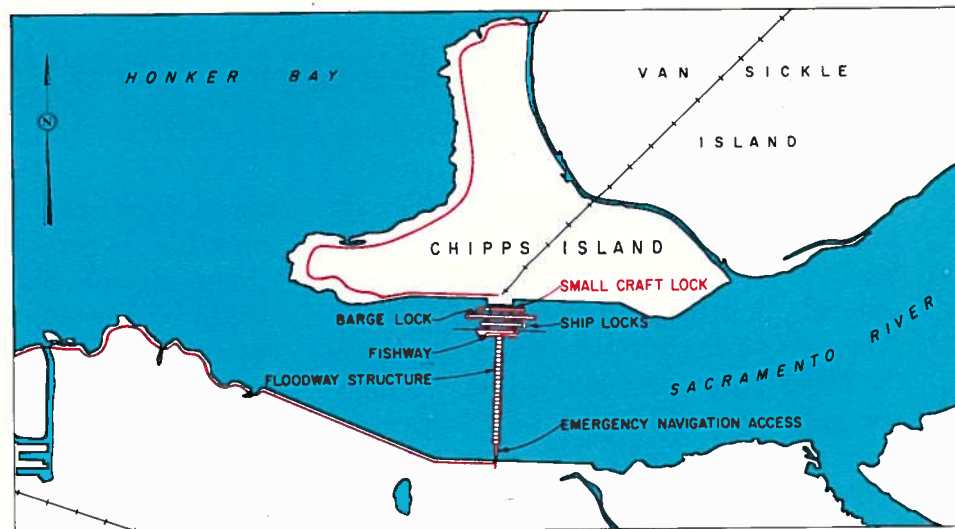 HONKER BAY
VAN SICKLE
ISLAND
N
CHIPPS ISLAND
SMALL CRAFT LOCK
BARGE LOCK
SHIP LOCKS
FISHWAY
FLOODWAY STRUCTURE
SACRAMENTO RIVER
EMERGENCY NAVIGATION ACCESS